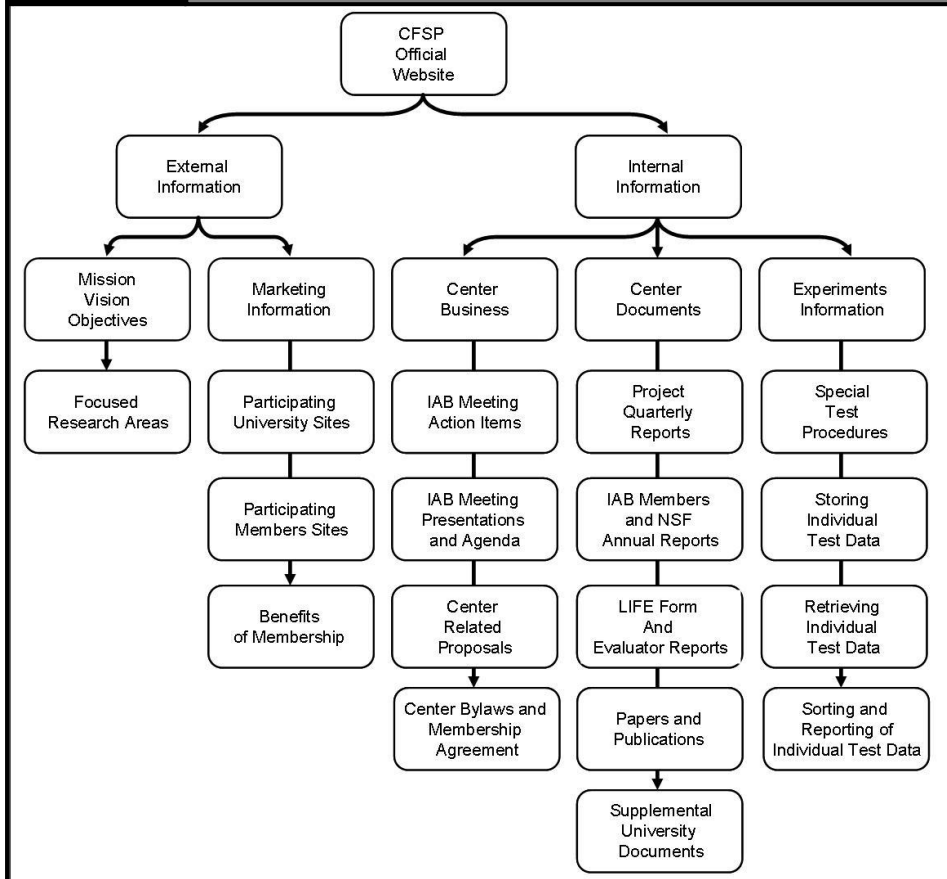 CFSP
Official
Website
External
Information
Internal
Information
Mission
Vision
Objectives
Marketing
Information
Center
Business
Center
Documents
Experiments
Information
Focused
Research Areas
Participating
University Sites
IAB Meeting
Action Items
Project
Quarterly
Reports
Special
Test
Procedures
Participating
Members Sites
IAB Meeting
Presentations
and Agenda
IAB Members
and NSF
Annual Reports
Storing
Individual
Test Data
Benefits
of Membership
Center
Related
Proposals
LIFE Form
And
Evaluator Reports
Retrieving
Individual
Test Data
Center Bylaws and
Membership
Agreement
Papers and
Publications
Sorting and
Reporting of
Individual Test Data
Supplemental
University
Documents